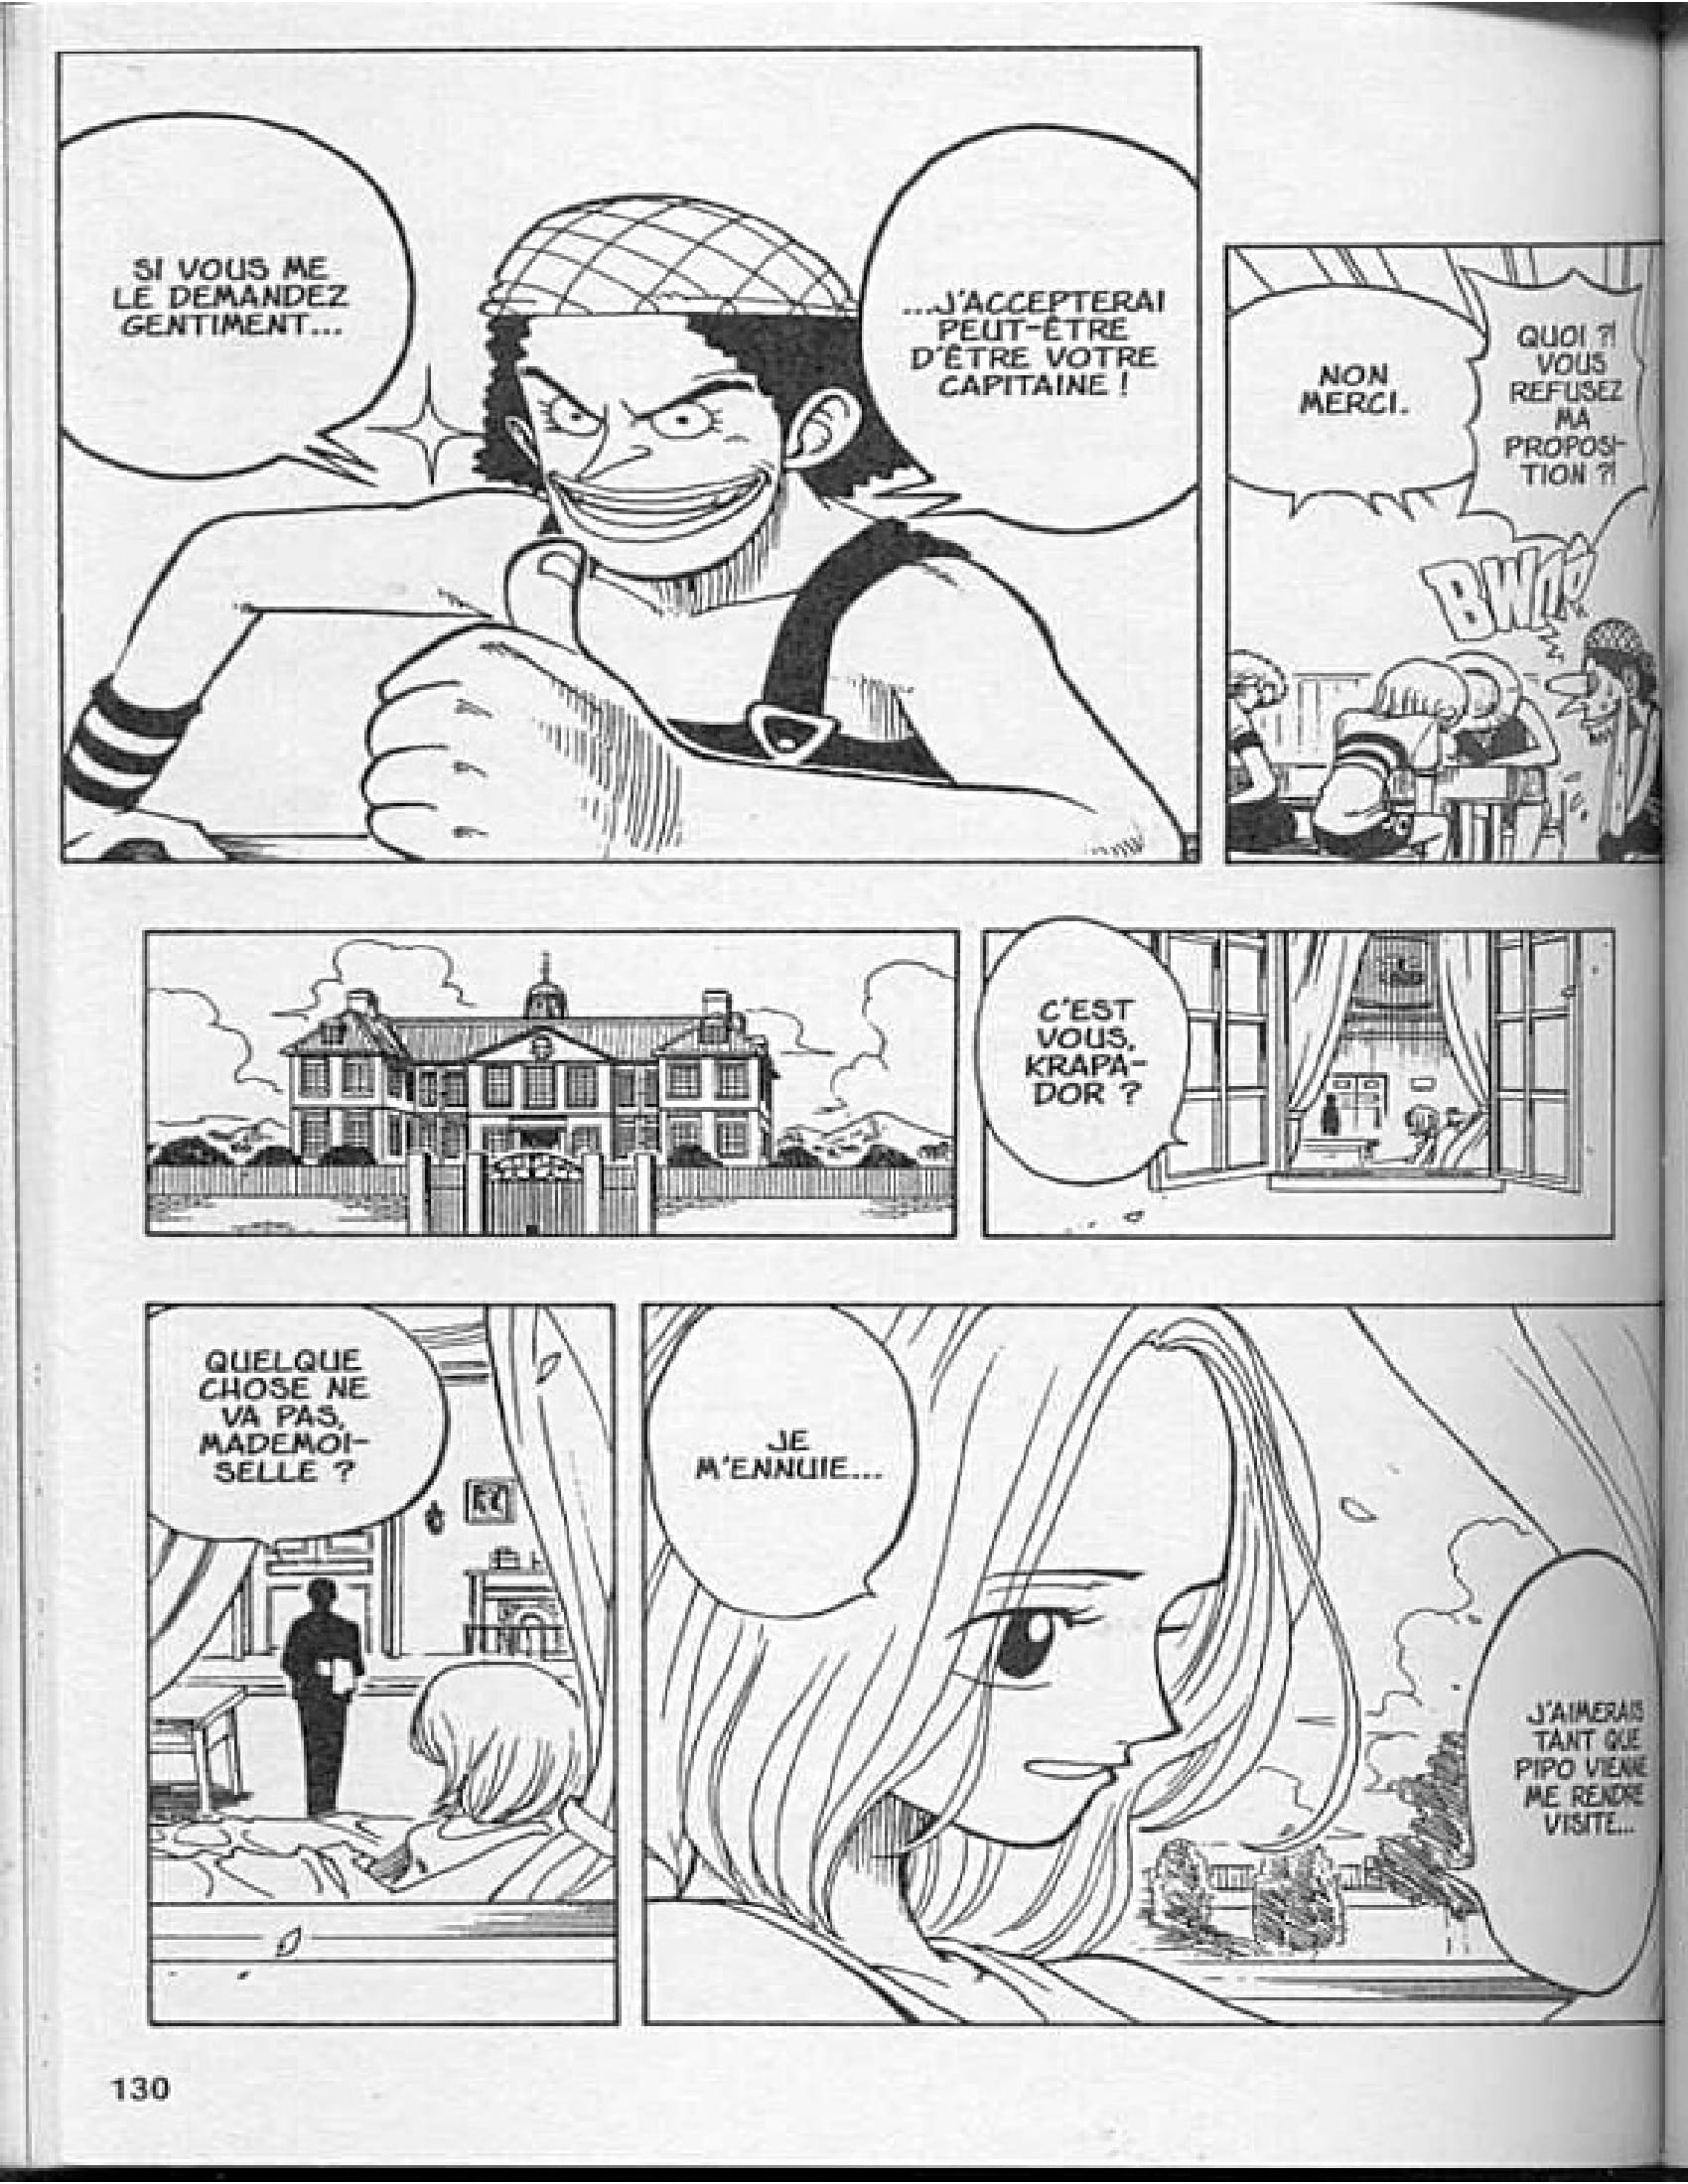 SI VOUS ME
LE DEMANDEZ
GENTIMENT...
...J'ACCEPTERAI
PEUT-ÊTRE
D'ÊTRE VOTRE
CAPITAINE !
NON
MERCI.
QUOI ?!
VOUS
REFUSEZ
MA
PROPOSI-
TION ?!
C'EST
VOUS,
KRAPA-
DOR ?
QUELQUE
CHOSE NE
VA PAS,
MADEMOI-
SELLE ?
JE
M'ENNUIE...
J'AIMERAIS
TANT QUE
PIPO VIENNE
ME RENDRE
VISITE...
130